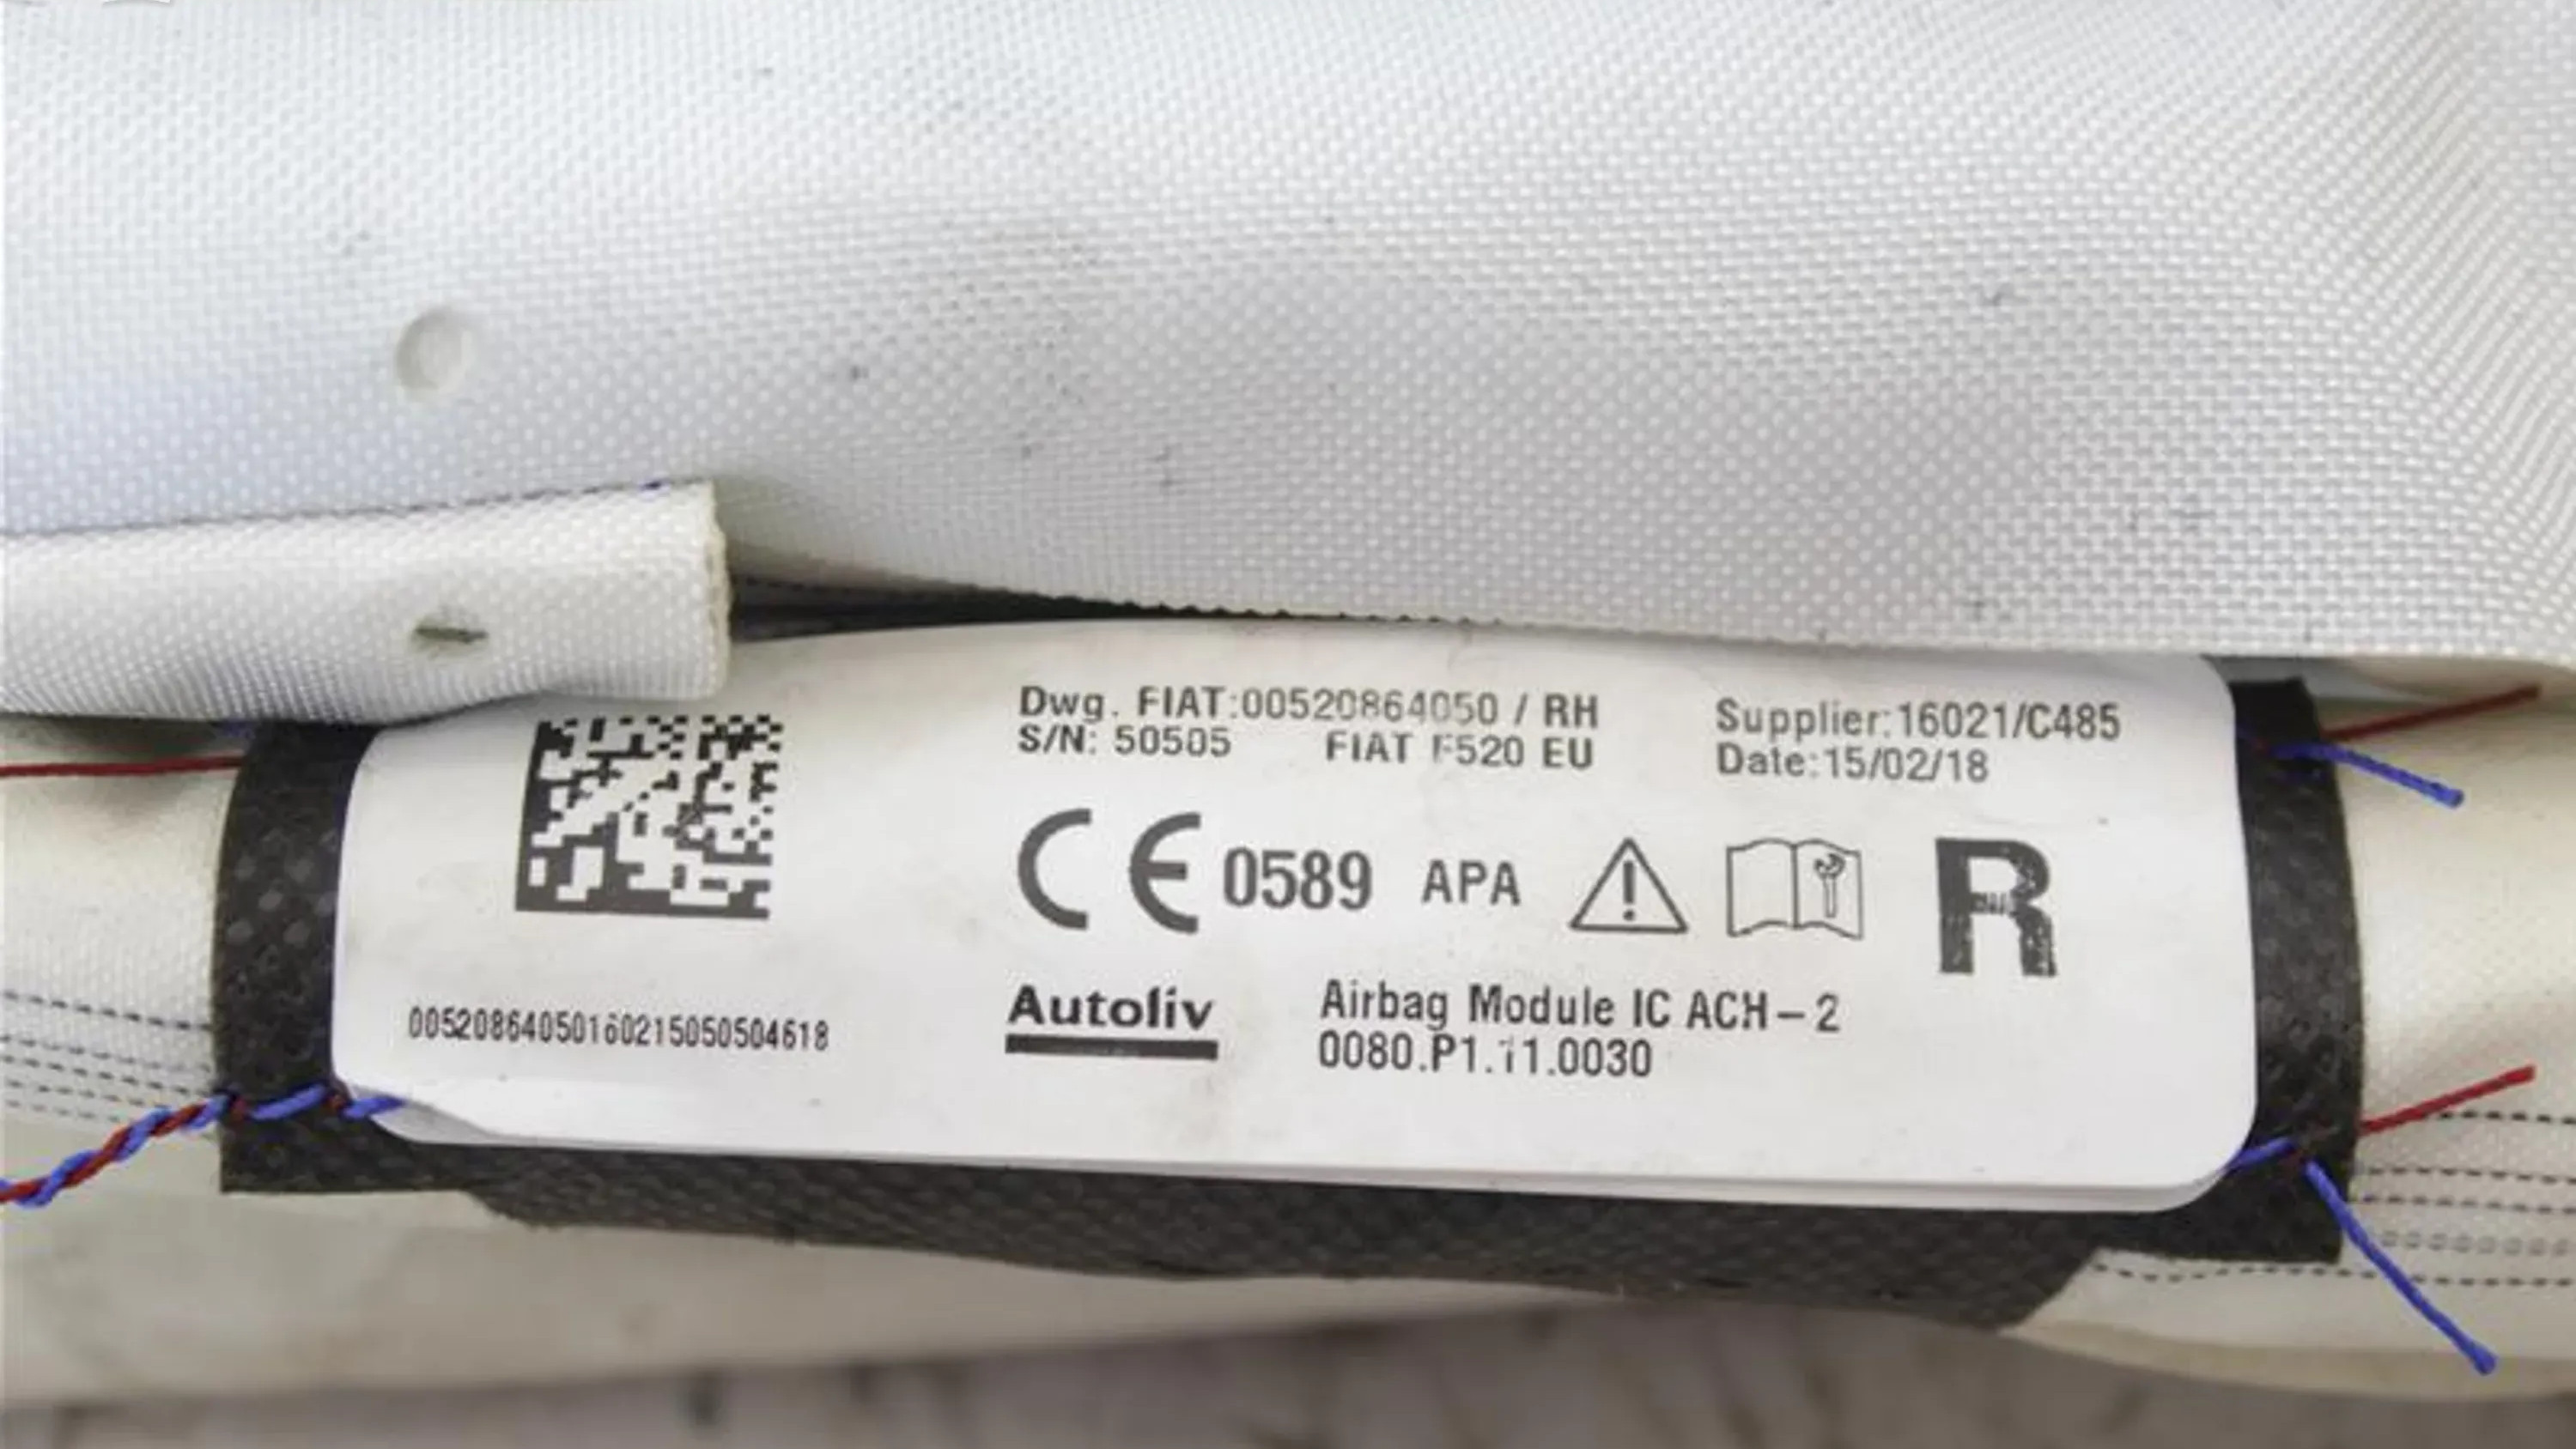 Dwg. FIAT:00520864050 / RH
S/N: 50505 FIAT F520 EU
Supplier:16021/C485
Date:15/02/18
CE 0589 APA
R
00520864050160215050504618
Autoliv
Airbag Module IC ACH-2
0080.P1.11.0030